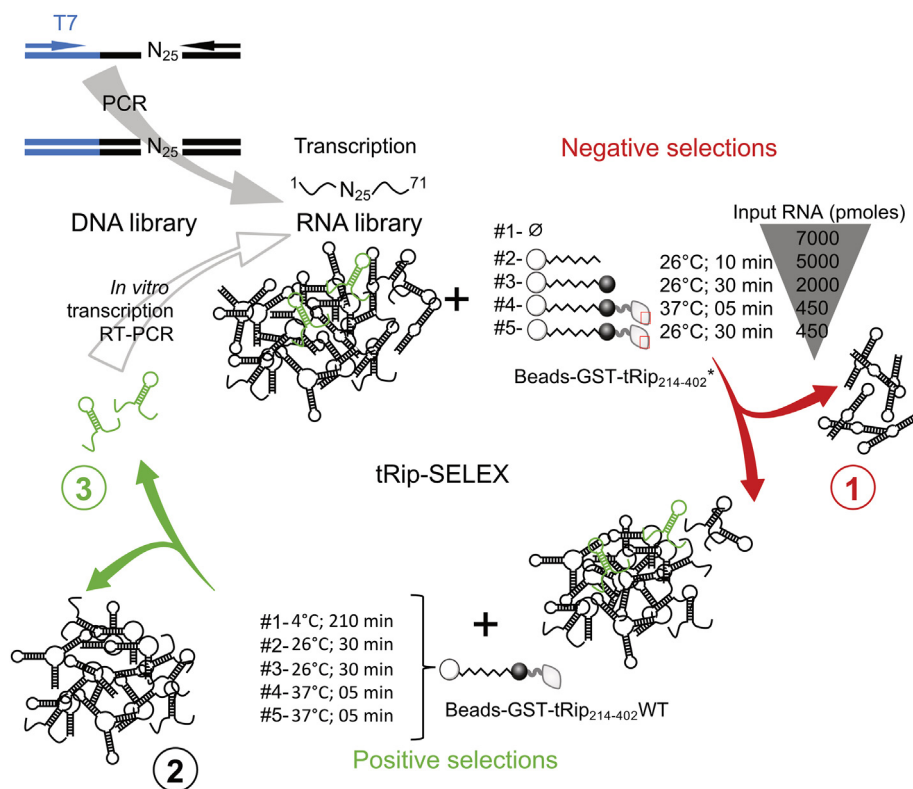 T7
N25
PCR
N25
Transcription
1 N25 71
DNA library
RNA library
In vitro
transcription
RT-PCR
Negative selections
Input RNA (pmoles)
7000
#1- Ø
#2- 26°C; 10 min 5000
#3- 26°C; 30 min 2000
#4- 37°C; 05 min 450
#5- 26°C; 30 min 450
Beads-GST-tRip214-402*
+
3
tRip-SELEX
1
+
#1- 4°C; 210 min
#2- 26°C; 30 min
#3- 26°C; 30 min
#4- 37°C; 05 min
#5- 37°C; 05 min
Beads-GST-tRip214-402WT
Positive selections
2